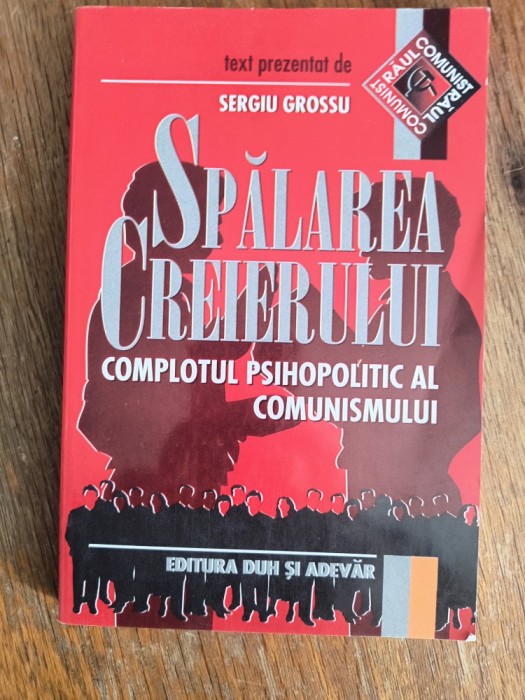 text prezentat de
SERGIU GROSSU
RĂUL COMUNIST
RĂUL COMUNIST
SPĂLAREA
CREIERULUI
COMPLOTUL PSIHOPOLITIC AL
COMUNISMULUI
EDITURA DUH ȘI ADEVĂR